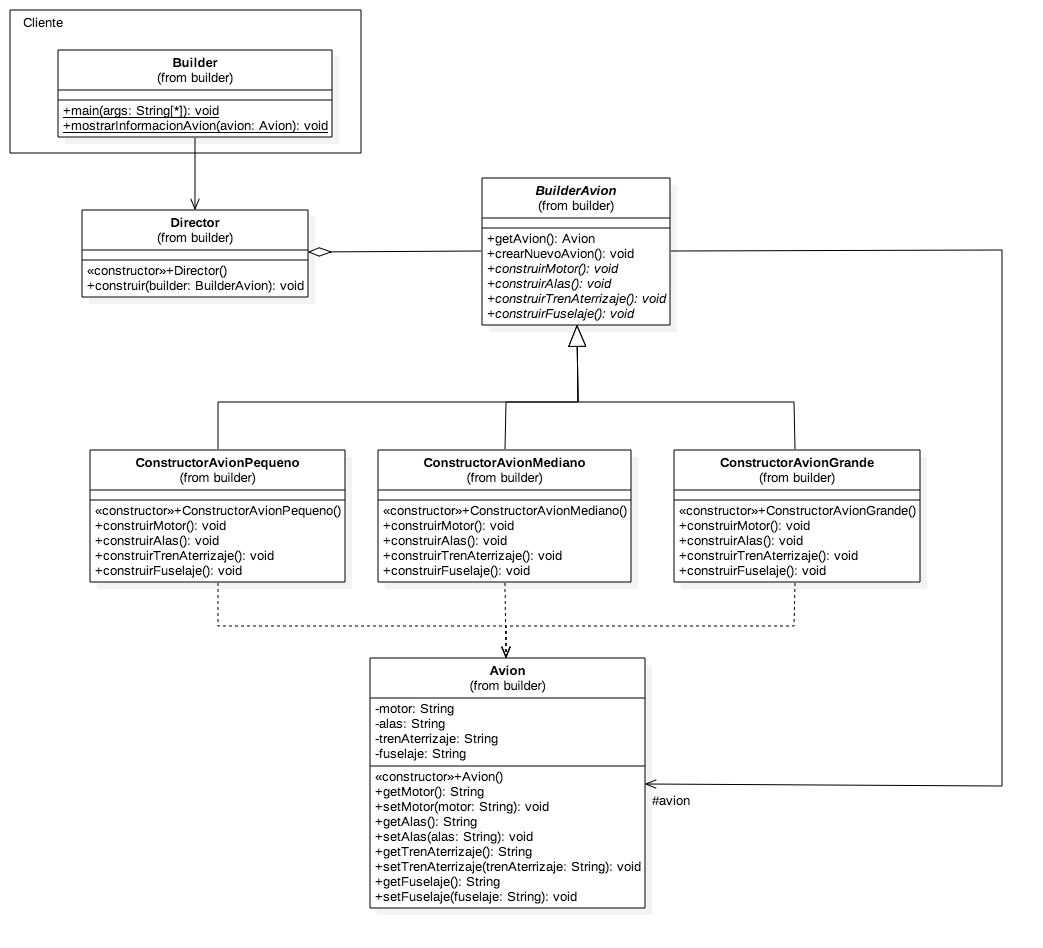 Cliente
Builder
(from builder)
+main(args: String[*]): void
+mostrarInformacionAvion(avion: Avion): void
Director
(from builder)
«constructor»+Director()
+construir(builder: BuilderAvion): void
BuilderAvion
(from builder)
+getAvion(): Avion
+crearNuevoAvion(): void
+construirMotor(): void
+construirAlas(): void
+construirTrenAterrizaje(): void
+construirFuselaje(): void
ConstructorAvionPequeno
(from builder)
«constructor»+ConstructorAvionPequeno()
+construirMotor(): void
+construirAlas(): void
+construirTrenAterrizaje(): void
+construirFuselaje(): void
ConstructorAvionMediano
(from builder)
«constructor»+ConstructorAvionMediano()
+construirMotor(): void
+construirAlas(): void
+construirTrenAterrizaje(): void
+construirFuselaje(): void
ConstructorAvionGrande
(from builder)
«constructor»+ConstructorAvionGrande()
+construirMotor(): void
+construirAlas(): void
+construirTrenAterrizaje(): void
+construirFuselaje(): void
Avion
(from builder)
-motor: String
-alas: String
-trenAterrizaje: String
-fuselaje: String
«constructor»+Avion()
+getMotor(): String
+setMotor(motor: String): void
+getAlas(): String
+setAlas(alas: String): void
+getTrenAterrizaje(): String
+setTrenAterrizaje(trenAterrizaje: String): void
+getFuselaje(): String
+setFuselaje(fuselaje: String): void
#avion